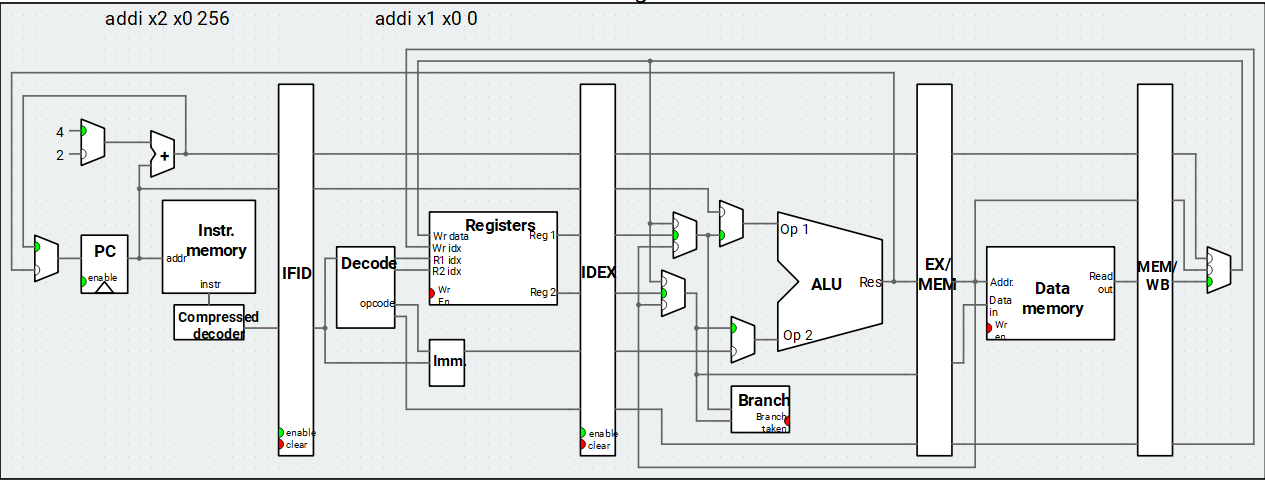 addi x2 x0 256
addi x1 x0 0
4
2
+
PC
enable
Instr.
memory
addr
instr
Compressed
decoder
IFID
enable
clear
Decode
opcode
Registers
Wr data
Wr idx
R1 idx
R2 idx
Wr
En
Reg 1
Reg 2
Imm.
IDEX
enable
clear
Op 1
ALU
Res
Op 2
Branch
Branch
taken
EX/
MEM
Addr.
Data
in
Wr
en
Data
memory
Read
out
MEM/
WB